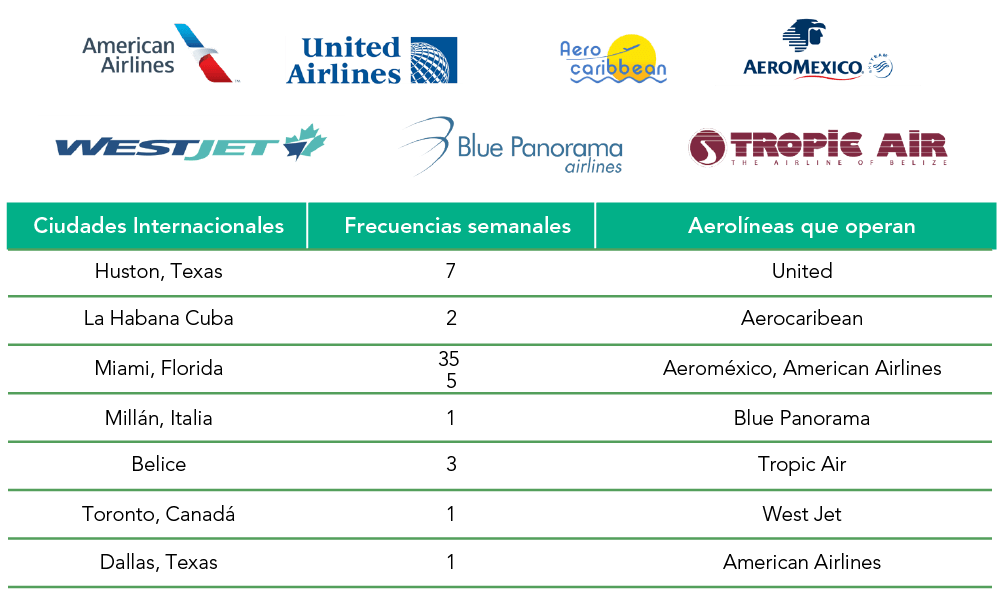 American
Airlines
United
Airlines
Aero
caribbean
AEROMEXICO
SKYTEAM
WESTJET
Blue Panorama
airlines
TROPIC AIR
THE AIRLINE OF BELIZE
Ciudades Internacionales Frecuencias semanales Aerolíneas que operan
Huston, Texas 7 United
La Habana Cuba 2 Aerocaribean
Miami, Florida 35 Aeroméxico, American Airlines
5
Millán, Italia 1 Blue Panorama
Belice 3 Tropic Air
Toronto, Canadá 1 West Jet
Dallas, Texas 1 American Airlines